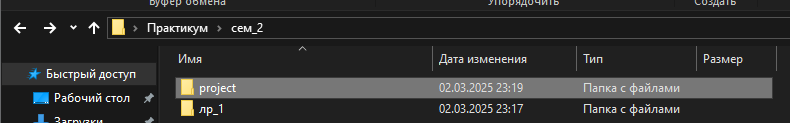 Буфер обмена Упорядочить Создать
Практикум сем_2
Имя Дата изменения Тип Размер
Быстрый доступ project 02.03.2025 23:19 Папка с файлами
Рабочий стол лр_1 02.03.2025 23:17 Папка с файлами
Загрузки